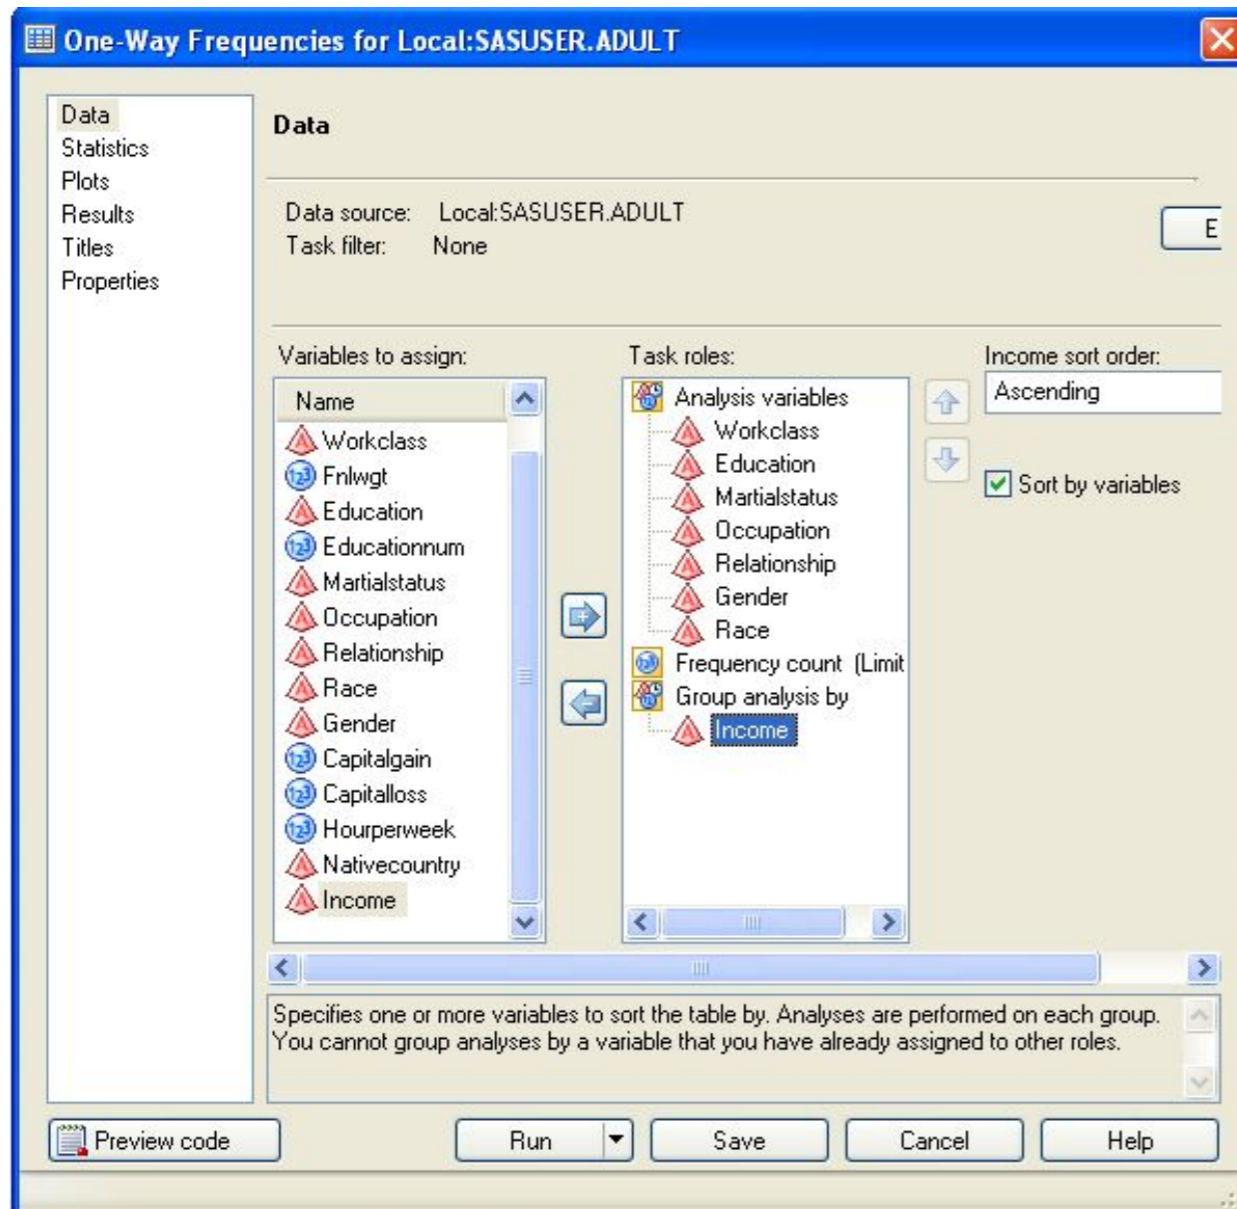 One-Way Frequencies for Local:SASUSER.ADULT
Data
Statistics
Plots
Results
Titles
Properties
Data
Data source: Local:SASUSER.ADULT
Task filter: None
E
Variables to assign:
Name
Workclass
Fnlwgt
Education
Educationnum
Martialstatus
Occupation
Relationship
Race
Gender
Capitalgain
Capitalloss
Hourperweek
Nativecountry
Income
Task roles:
Analysis variables
Workclass
Education
Martialstatus
Occupation
Relationship
Gender
Race
Frequency count (Limit
Group analysis by
Income
Income sort order:
Ascending
Sort by variables
Specifies one or more variables to sort the table by. Analyses are performed on each group.
You cannot group analyses by a variable that you have already assigned to other roles.
Preview code
Run
Save
Cancel
Help